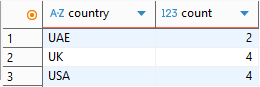 A-Z country 123 count
1 UAE 2
2 UK 4
3 USA 4